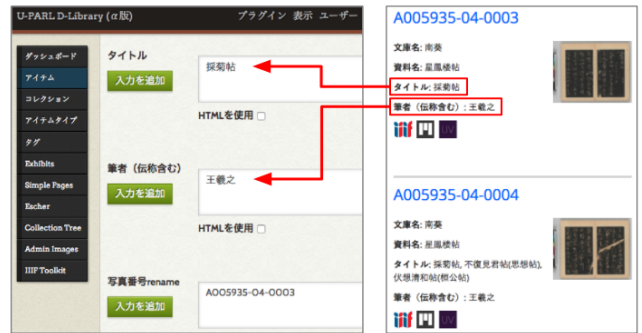 U-PARL D-Library (α版)
プラグイン 表示 ユーザー
ダッシュボード
アイテム
コレクション
アイテムタイプ
タグ
Exhibits
Simple Pages
Escher
Collection Tree
Admin Images
IIIF Toolkit
タイトル
入力を追加
採菊帖
HTMLを使用
筆者（伝称含む）
入力を追加
王羲之
HTMLを使用
写真番号rename
入力を追加
A005935-04-0003
A005935-04-0003
文庫名: 南葵
資料名: 星鳳楼帖
タイトル: 採菊帖
筆者（伝称含む）: 王羲之
iiif
UV
A005935-04-0004
文庫名: 南葵
資料名: 星鳳楼帖
タイトル: 採菊帖, 不復見君帖(思想帖),
伏想清和帖(桓公帖)
筆者（伝称含む）: 王羲之
iiif
UV